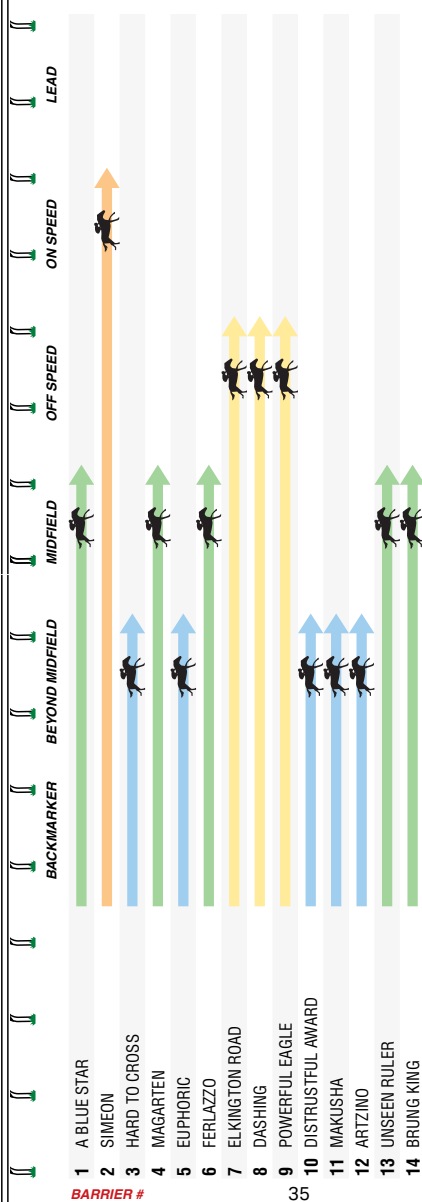 LEAD
ON SPEED
OFF SPEED
MIDFIELD
BEYOND MIDFIELD
BACKMARKER
1 A BLUE STAR
2 SIMEON
3 HARD TO CROSS
4 MAGARTEN
5 EUPHORIC
6 FERLAZZO
7 ELKINGTON ROAD
8 DASHING
9 POWERFUL EAGLE
10 DISTRUSTFUL AWARD
11 MAKUSHA
12 ARTZINO
13 UNSEEN RULER
14 BRUNG KING
BARRIER #
35